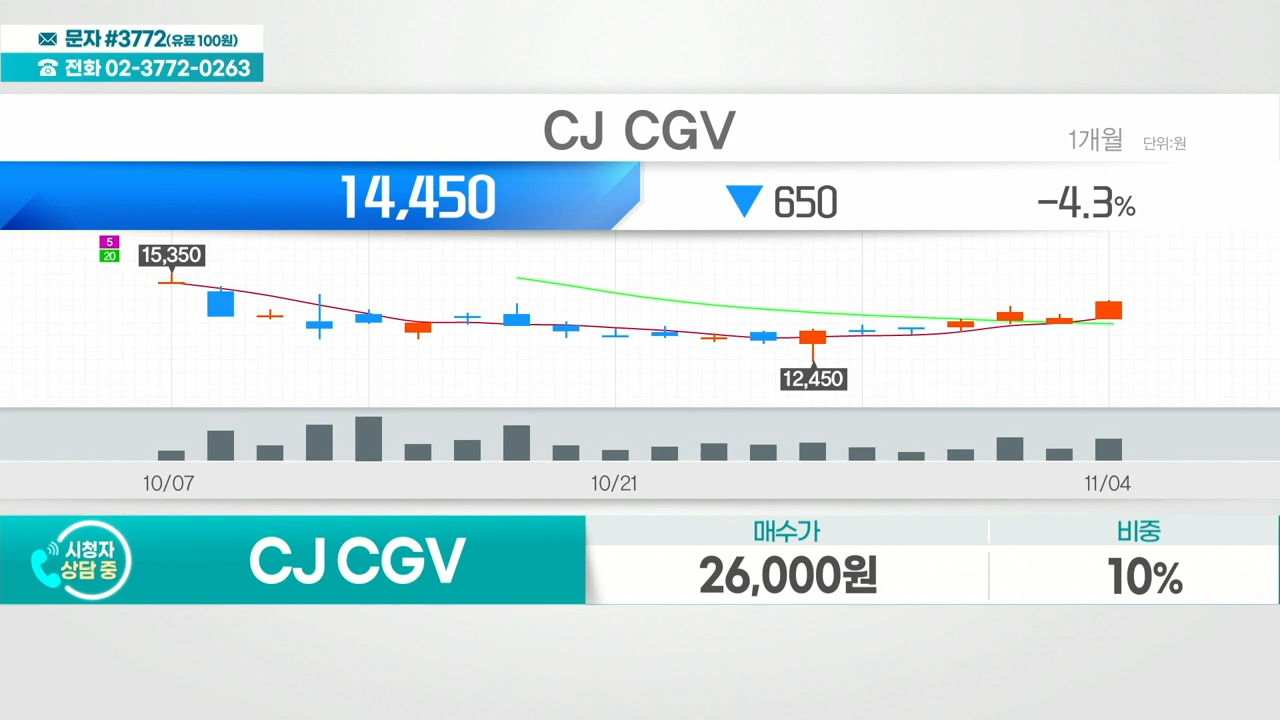 문자 #3772(유료 100원)
전화 02-3772-0263
CJ CGV
1개월 단위:원
14,450 ▼ 650 -4.3%
5
20
15,350
12,450
10/07 10/21 11/04
시청자
상담 중
CJ CGV
매수가 비중
26,000원 10%